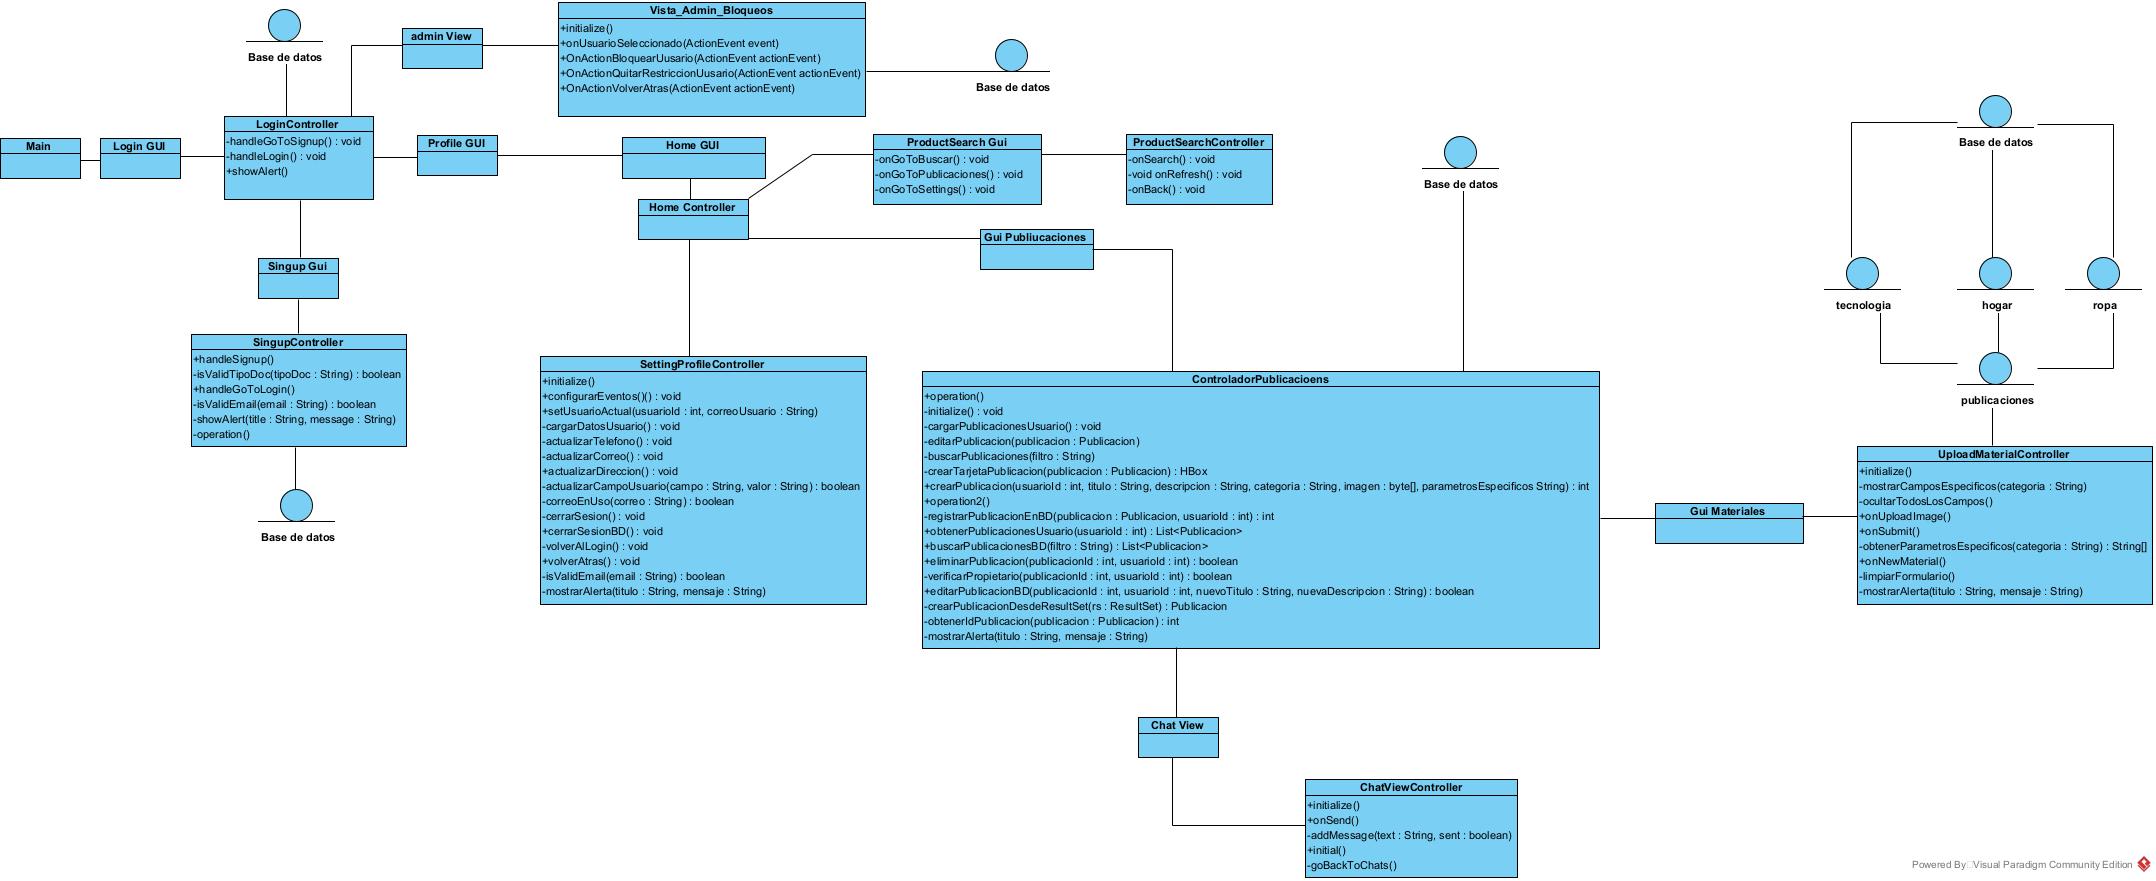 Base de datos
admin View
Vista_Admin_Bloqueos
+initialize()
+onUsuarioSeleccionado(ActionEvent event)
+OnActionBloquearUusario(ActionEvent actionEvent)
+OnActionQuitarRestriccionUusario(ActionEvent actionEvent)
+OnActionVolverAtras(ActionEvent actionEvent)
Base de datos
Main
Login GUI
LoginController
-handleGoToSignup() : void
-handleLogin() : void
+showAlert()
Profile GUI
Home GUI
Home Controller
ProductSearch Gui
-onGoToBuscar() : void
-onGoToPublicaciones() : void
-onGoToSettings() : void
ProductSearchController
-onSearch() : void
-void onRefresh() : void
-onBack() : void
Gui Publiucaciones
Base de datos
Base de datos
tecnologia
hogar
ropa
publicaciones
Singup Gui
SingupController
+handleSignup()
-isValidTipoDoc(tipoDoc : String) : boolean
+handleGoToLogin()
-isValidEmail(email : String) : boolean
-showAlert(title : String, message : String)
-operation()
Base de datos
SettingProfileController
+initialize()
+configurarEventos()() : void
+setUsuarioActual(usuarioId : int, correoUsuario : String)
-cargarDatosUsuario() : void
-actualizarTelefono() : void
-actualizarCorreo() : void
+actualizarDireccion() : void
-actualizarCampoUsuario(campo : String, valor : String) : boolean
-correoEnUso(correo : String) : boolean
-cerrarSesion() : void
+cerrarSesionBD() : void
-volverAlLogin() : void
+volverAtras() : void
-isValidEmail(email : String) : boolean
-mostrarAlerta(titulo : String, mensaje : String)
ControladorPublicacioens
+operation()
-initialize() : void
-cargarPublicacionesUsuario() : void
-editarPublicacion(publicacion : Publicacion)
-buscarPublicaciones(filtro : String)
-crearTarjetaPublicacion(publicacion : Publicacion) : HBox
+crearPublicacion(usuarioId : int, titulo : String, descripcion : String, categoria : String, imagen : byte[], parametrosEspecificos String) : int
+operation2()
-registrarPublicacionEnBD(publicacion : Publicacion, usuarioId : int) : int
+obtenerPublicacionesUsuario(usuarioId : int) : List<Publicacion>
+buscarPublicacionesBD(filtro : String) : List<Publicacion>
+eliminarPublicacion(publicacionId : int, usuarioId : int) : boolean
-verificarPropietario(publicacionId : int, usuarioId : int) : boolean
+editarPublicacionBD(publicacionId : int, usuarioId : int, nuevoTitulo : String, nuevaDescripcion : String) : boolean
-crearPublicacionDesdeResultSet(rs : ResultSet) : Publicacion
-obtenerIdPublicacion(publicacion : Publicacion) : int
-mostrarAlerta(titulo : String, mensaje : String)
Gui Materiales
UploadMaterialController
+initialize()
-mostrarCamposEspecificos(categoria : String)
-ocultarTodosLosCampos()
+onUploadImage()
+onSubmit()
-obtenerParametrosEspecificos(categoria : String) : String[]
+onNewMaterial()
-limpiarFormulario()
-mostrarAlerta(titulo : String, mensaje : String)
Chat View
ChatViewController
+initialize()
+onSend()
-addMessage(text : String, sent : boolean)
+initial()
-goBackToChats()
Powered By Visual Paradigm Community Edition